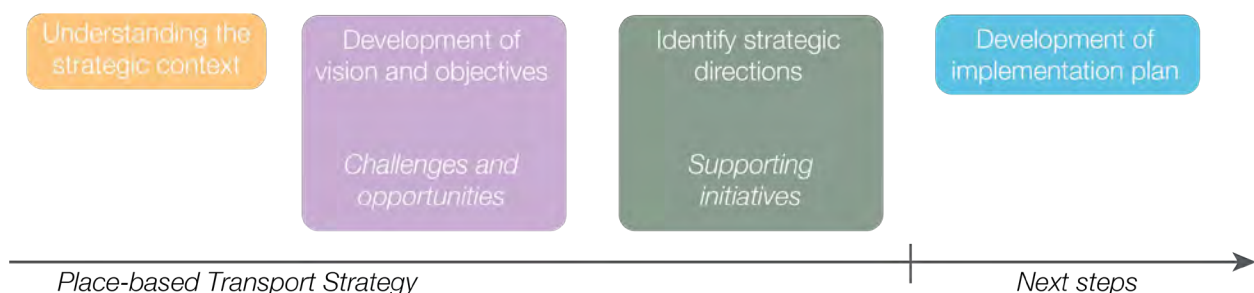 Understanding the
strategic context
Development of
vision and objectives
Challenges and
opportunities
Identify strategic
directions
Supporting
initiatives
Development of
implementation plan
Place-based Transport Strategy
Next steps